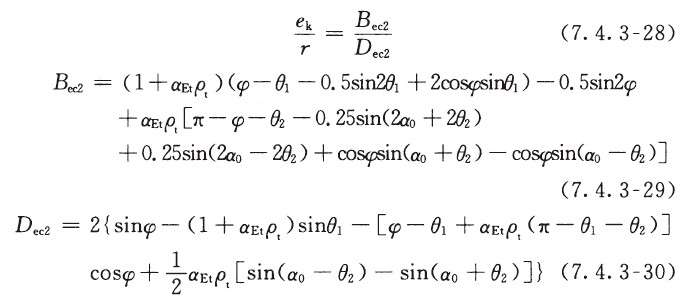 e_k/r = B_ec2/D_ec2 (7.4.3-28)
B_ec2 = (1+α_Et ρ_t)(φ−θ_1−0.5sin2θ_1+2cosφsinθ_1)−0.5sin2φ
+α_Et ρ_t[π−φ−θ_2−0.25sin(2α_0+2θ_2)
+0.25sin(2α_0−2θ_2)+cosφsin(α_0+θ_2)−cosφsin(α_0−θ_2)]
(7.4.3-29)
D_ec2 = 2{sinφ−(1+α_Et ρ_t)sinθ_1−[φ−θ_1+α_Et ρ_t(π−θ_1−θ_2)]
cosφ+1/2 α_Et ρ_t[sin(α_0−θ_2)−sin(α_0+θ_2)]} (7.4.3-30)